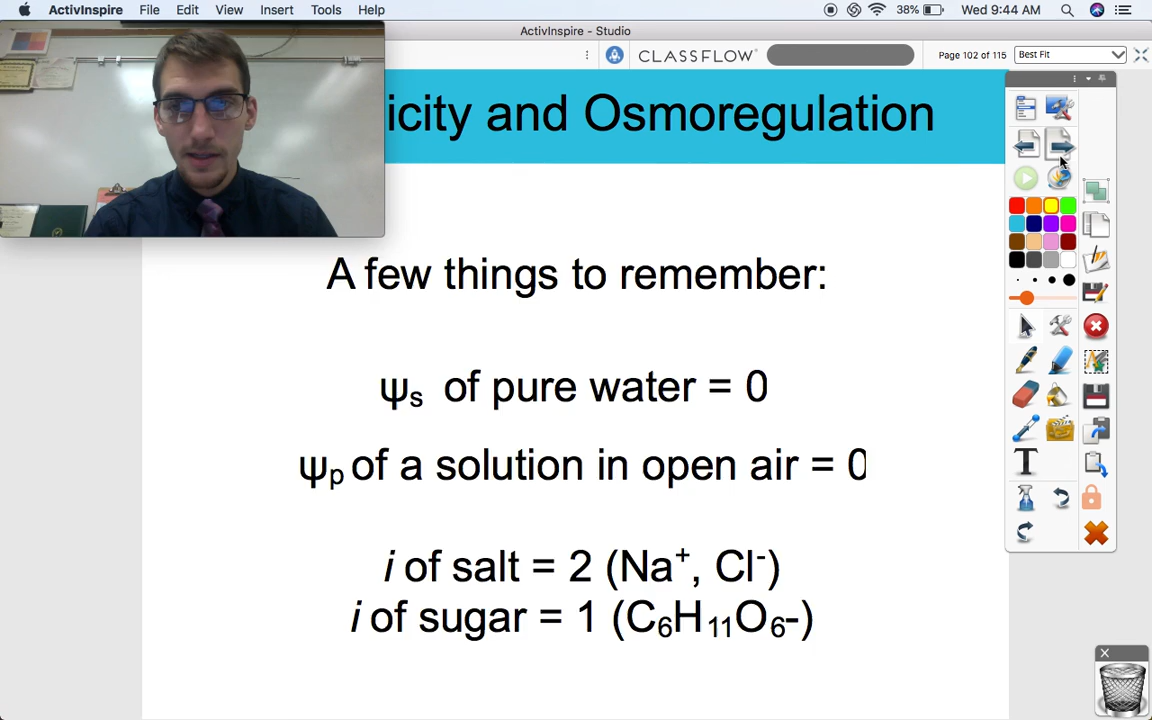 ActivInspire File Edit View Insert Tools Help 38% Wed 9:44 AM
ActivInspire - Studio
CLASSFLOW Page 102 of 115 Best Fit
icity and Osmoregulation
A few things to remember:
ψs of pure water = 0
ψp of a solution in open air = 0
i of salt = 2 (Na⁺, Cl⁻)
i of sugar = 1 (C₆H₁₁O₆-)